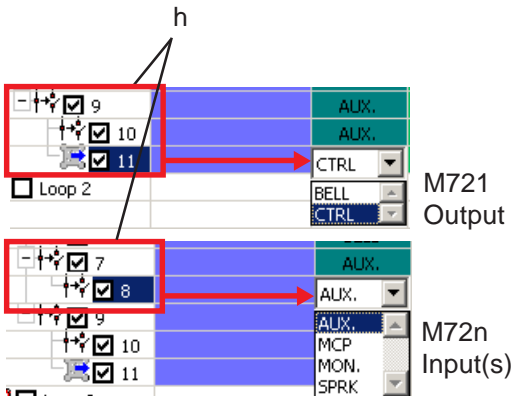 h
9 AUX.
10 AUX.
11 CTRL
Loop 2 BELL
CTRL
M721
Output
7 AUX.
8 AUX.
9 AUX.
10 MCP
11 MON.
SPRK
M72n
Input(s)